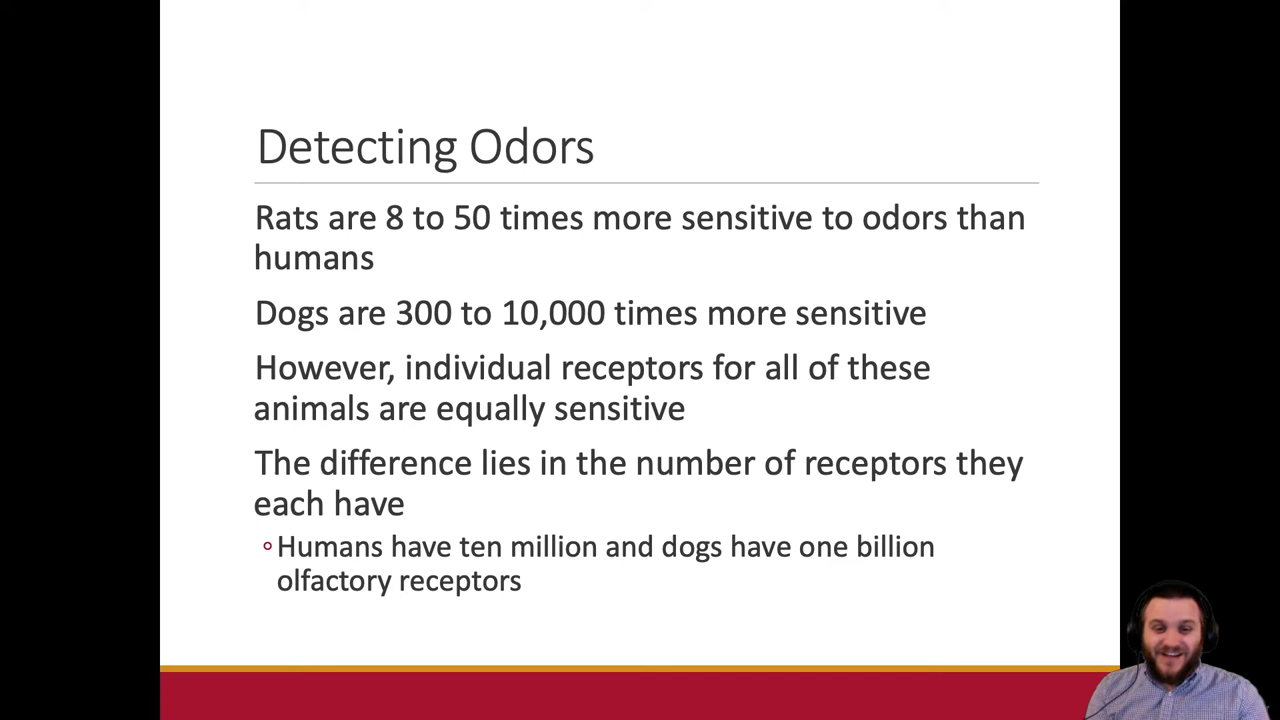 Detecting Odors
Rats are 8 to 50 times more sensitive to odors than
humans
Dogs are 300 to 10,000 times more sensitive
However, individual receptors for all of these
animals are equally sensitive
The difference lies in the number of receptors they
each have
◦Humans have ten million and dogs have one billion
olfactory receptors